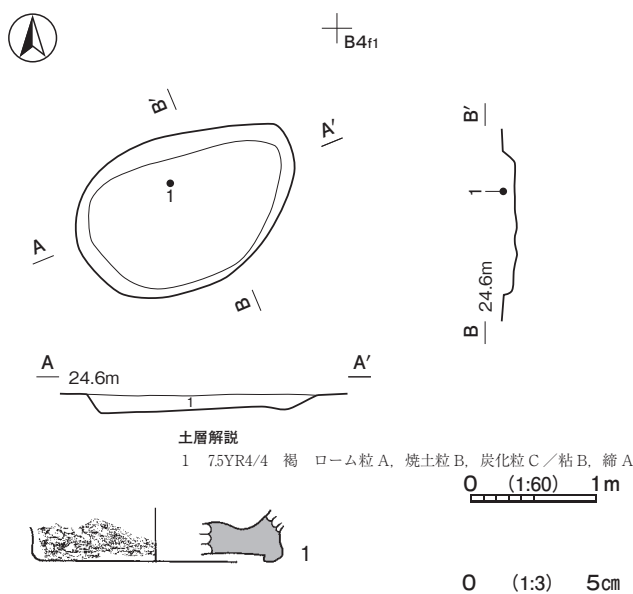 B4f1
B'
A'
1
A
B
B'
1
24.6m
B
A
24.6m
A'
1
土層解説
1 7.5YR4/4 褐 ローム粒 A, 焼土粒 B, 炭化粒 C／粘 B, 締 A
0 (1:60) 1m
1
0 (1:3) 5㎝